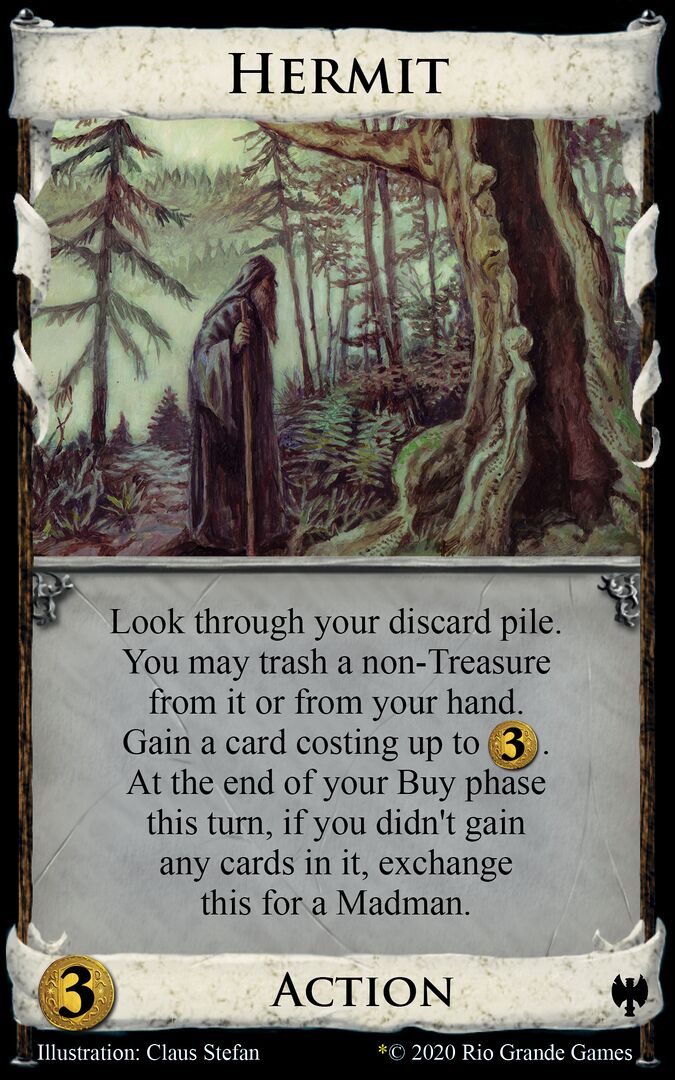 HERMIT
Look through your discard pile.
You may trash a non-Treasure
from it or from your hand.
Gain a card costing up to 3.
At the end of your Buy phase
this turn, if you didn't gain
any cards in it, exchange
this for a Madman.
3 ACTION
Illustration: Claus Stefan *© 2020 Rio Grande Games